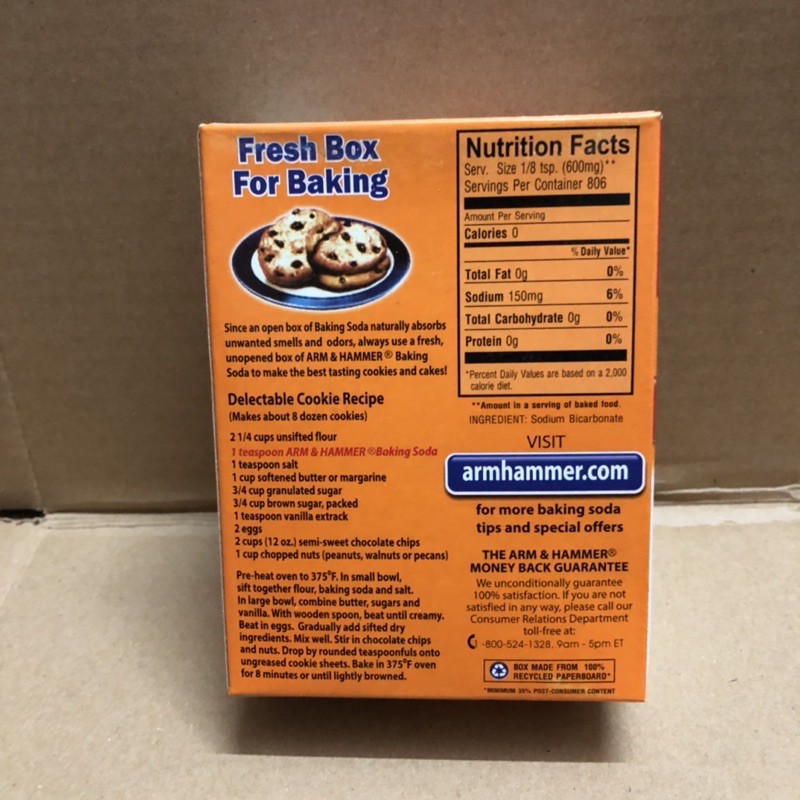 Fresh Box
For Baking
Since an open box of Baking Soda naturally absorbs
unwanted smells and odors, always use a fresh,
unopened box of ARM & HAMMER® Baking
Soda to make the best tasting cookies and cakes!
Delectable Cookie Recipe
(Makes about 8 dozen cookies)
2 1/4 cups unsifted flour
1 teaspoon ARM & HAMMER®Baking Soda
1 teaspoon salt
1 cup softened butter or margarine
3/4 cup granulated sugar
3/4 cup brown sugar, packed
1 teaspoon vanilla extrack
2 eggs
2 cups (12 oz.) semi-sweet chocolate chips
1 cup chopped nuts (peanuts, walnuts or pecans)
Pre-heat oven to 375°F. In small bowl,
sift together flour, baking soda and salt.
In large bowl, combine butter, sugars and
vanilla. With wooden spoon, beat until creamy.
Beat in eggs. Gradually add sifted dry
ingredients. Mix well. Stir in chocolate chips
and nuts. Drop by rounded teaspoonfuls onto
ungreased cookie sheets. Bake in 375°F oven
for 8 minutes or until lightly browned.
Nutrition Facts
Serv. Size 1/8 tsp. (600mg)**
Servings Per Container 806
Amount Per Serving
Calories 0
% Daily Value*
Total Fat 0g 0%
Sodium 150mg 6%
Total Carbohydrate 0g 0%
Protein 0g 0%
*Percent Daily Values are based on a 2,000
calorie diet.
**Amount in a serving of baked food.
INGREDIENT: Sodium Bicarbonate
VISIT
armhammer.com
for more baking soda
tips and special offers
THE ARM & HAMMER®
MONEY BACK GUARANTEE
We unconditionally guarantee
100% satisfaction. If you are not
satisfied in any way, please call our
Consumer Relations Department
toll-free at:
-800-524-1328, 9am - 5pm ET
BOX MADE FROM 100%
RECYCLED PAPERBOARD*
*MINIMUM 35% POST-CONSUMER CONTENT